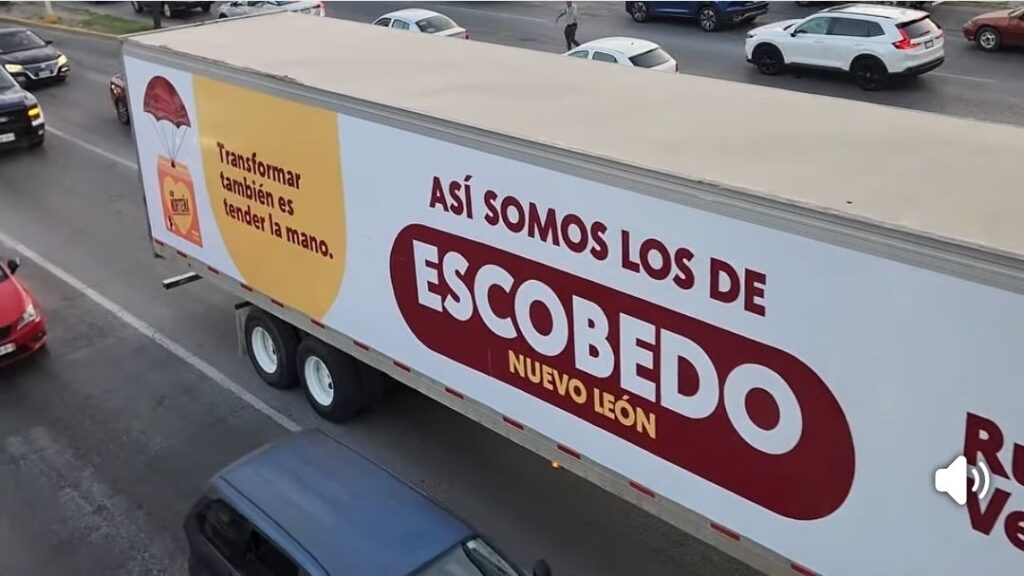 Transformar
también es
tender la mano.
ASÍ SOMOS LOS DE
ESCOBEDO
NUEVO LEÓN